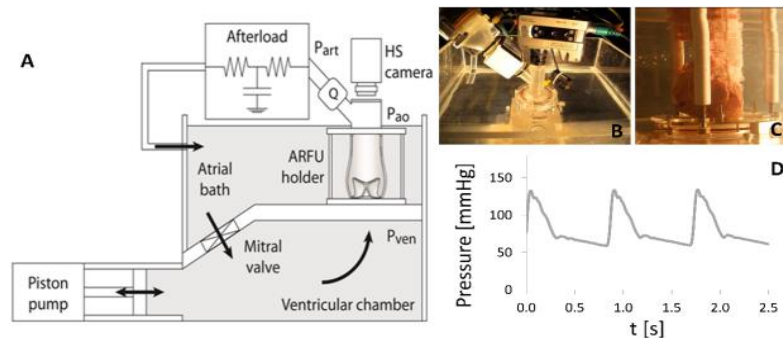 A
Afterload
P_art
HS
camera
Q
P_ao
Atrial
bath
ARFU
holder
Mitral
valve
P_ven
Piston
pump
Ventricular chamber
B
C
D
Pressure [mmHg]
150
100
50
0
0.0 0.5 1.0 1.5 2.0 2.5
t [s]